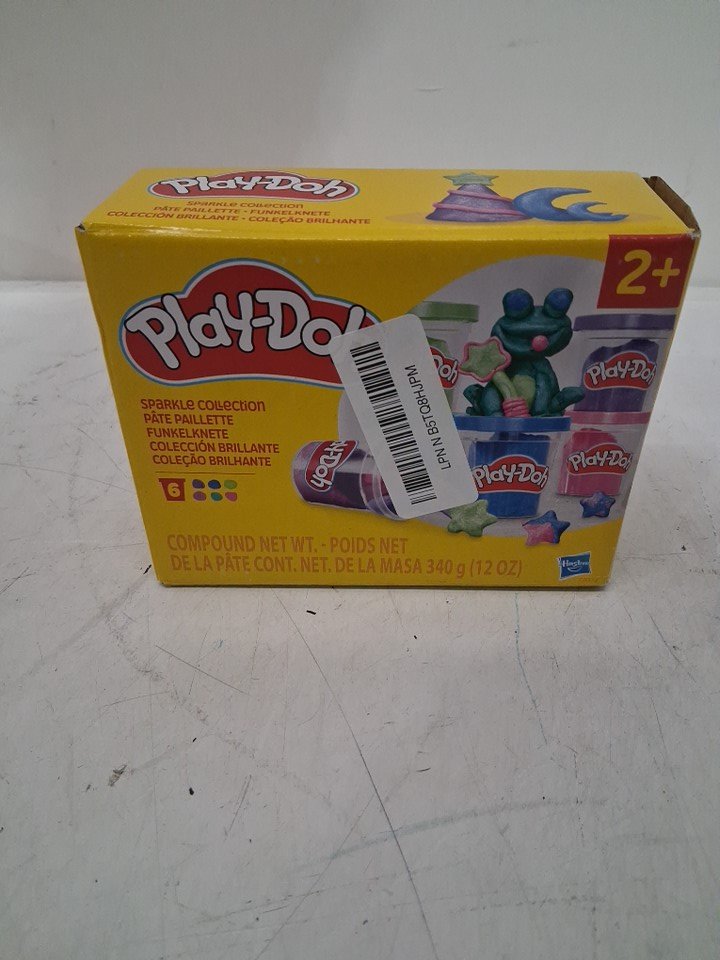 PLAY-DOH
SPARKLE COLLECTION
PÂTE PAILLETTE • FUNKELKNETE
COLECCIÓN BRILLANTE • COLEÇÃO BRILHANTE
2+
PLAY-Doh
SPARKLE COLLECTION
PÂTE PAILLETTE
FUNKELKNETE
COLECCIÓN BRILLANTE
COLEÇÃO BRILHANTE
6
LPN N B5TQ8HJPM
Doh
PLAY-Doh
PLAY-Doh
PLAY-Doh
-Doh
COMPOUND NET WT. - POIDS NET
DE LA PÂTE CONT. NET. DE LA MASA 340 g (12 OZ)
Hasbro